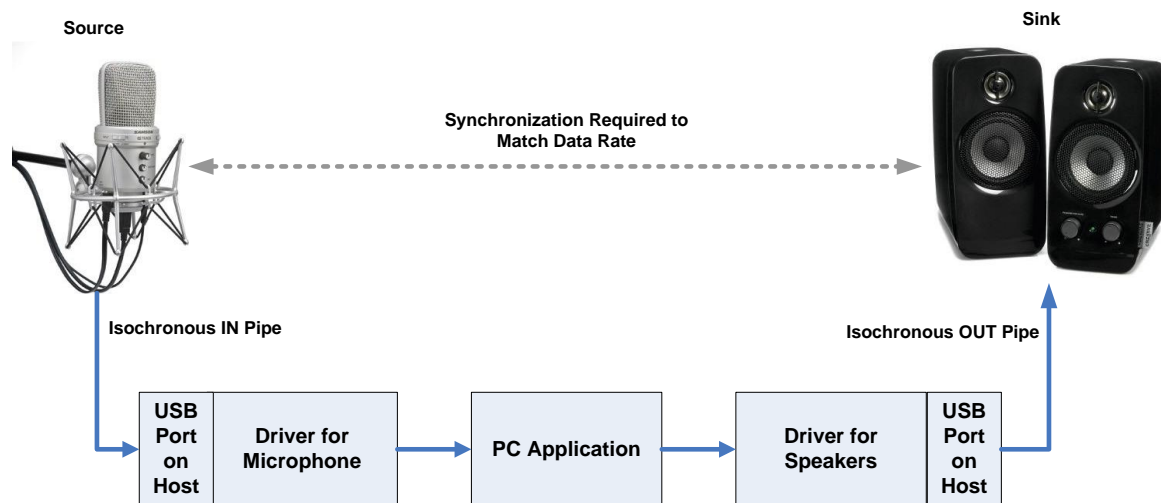 Source
Sink
Synchronization Required to
Match Data Rate
Isochronous IN Pipe
Isochronous OUT Pipe
USB
Port
on
Host
Driver for
Microphone
PC Application
Driver for
Speakers
USB
Port
on
Host